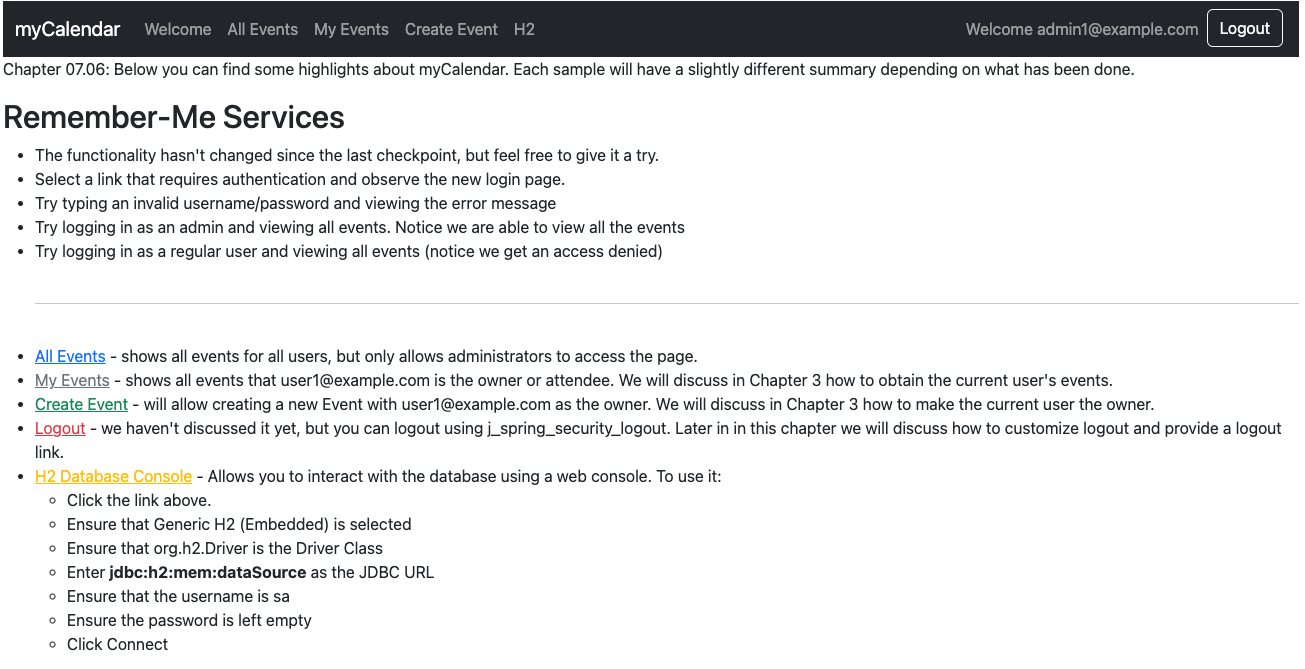 myCalendar Welcome All Events My Events Create Event H2 Welcome admin1@example.com Logout
Chapter 07.06: Below you can find some highlights about myCalendar. Each sample will have a slightly different summary depending on what has been done.
Remember-Me Services
• The functionality hasn't changed since the last checkpoint, but feel free to give it a try.
• Select a link that requires authentication and observe the new login page.
• Try typing an invalid username/password and viewing the error message
• Try logging in as an admin and viewing all events. Notice we are able to view all the events
• Try logging in as a regular user and viewing all events (notice we get an access denied)
• All Events - shows all events for all users, but only allows administrators to access the page.
• My Events - shows all events that user1@example.com is the owner or attendee. We will discuss in Chapter 3 how to obtain the current user's events.
• Create Event - will allow creating a new Event with user1@example.com as the owner. We will discuss in Chapter 3 how to make the current user the owner.
• Logout - we haven't discussed it yet, but you can logout using j_spring_security_logout. Later in in this chapter we will discuss how to customize logout and provide a logout
link.
• H2 Database Console - Allows you to interact with the database using a web console. To use it:
◦ Click the link above.
◦ Ensure that Generic H2 (Embedded) is selected
◦ Ensure that org.h2.Driver is the Driver Class
◦ Enter jdbc:h2:mem:dataSource as the JDBC URL
◦ Ensure that the username is sa
◦ Ensure the password is left empty
◦ Click Connect